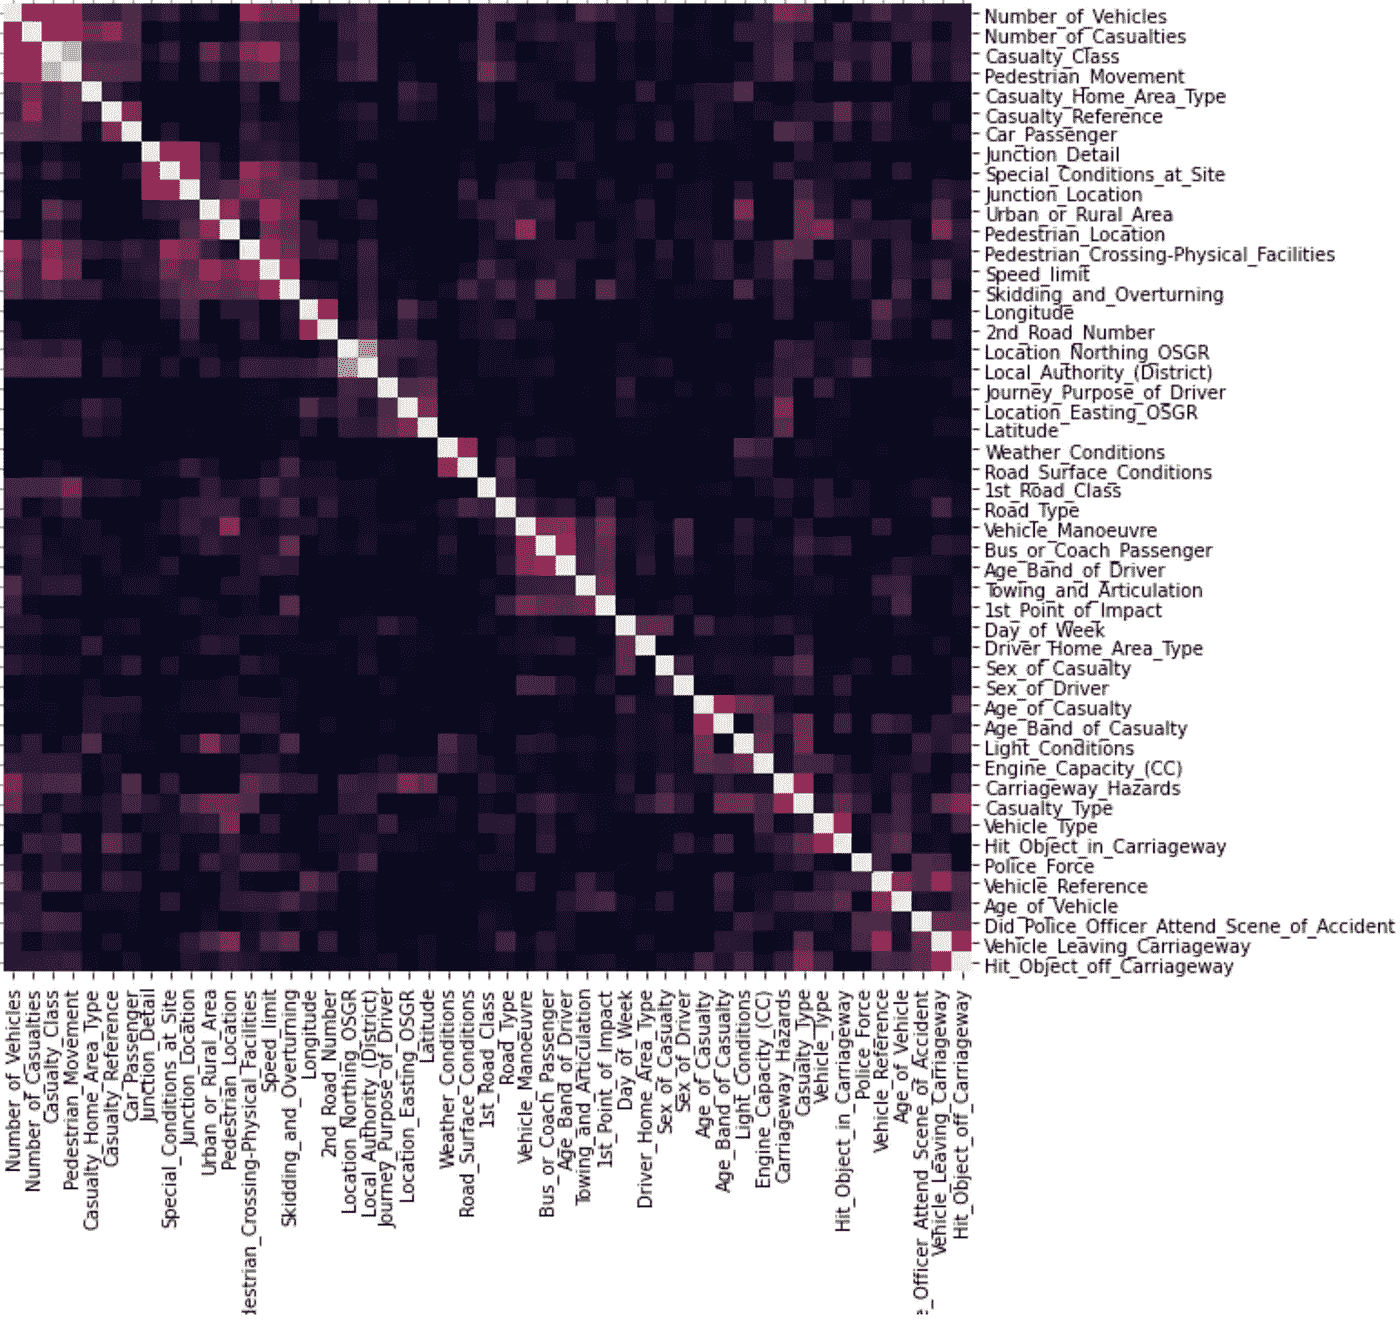 Number_of_Vehicles
Number_of_Casualties
Casualty_Class
Pedestrian_Movement
Casualty_Home_Area_Type
Casualty_Reference
Car_Passenger
Junction_Detail
Special_Conditions_at_Site
Junction_Location
Urban_or_Rural_Area
Pedestrian_Location
Pedestrian_Crossing-Physical_Facilities
Speed_limit
Skidding_and_Overturning
Longitude
2nd_Road_Number
Location_Northing_OSGR
Local_Authority_(District)
Journey_Purpose_of_Driver
Location_Easting_OSGR
Latitude
Weather_Conditions
Road_Surface_Conditions
1st_Road_Class
Road_Type
Vehicle_Manoeuvre
Bus_or_Coach_Passenger
Age_Band_of_Driver
Towing_and_Articulation
1st_Point_of_Impact
Day_of_Week
Driver_Home_Area_Type
Sex_of_Casualty
Sex_of_Driver
Age_of_Casualty
Age_Band_of_Casualty
Light_Conditions
Engine_Capacity_(CC)
Carriageway_Hazards
Casualty_Type
Vehicle_Type
Hit_Object_in_Carriageway
Police_Force
Vehicle_Reference
Age_of_Vehicle
Did_Police_Officer_Attend_Scene_of_Accident
Vehicle_Leaving_Carriageway
Hit_Object_off_Carriageway
Number_of_Vehicles
Number_of_Casualties
Casualty_Class
Pedestrian_Movement
Casualty_Home_Area_Type
Casualty_Reference
Car_Passenger
Junction_Detail
Special_Conditions_at_Site
Junction_Location
Urban_or_Rural_Area
Pedestrian_Location
destrian_Crossing-Physical_Facilities
Speed_limit
Skidding_and_Overturning
Longitude
2nd_Road_Number
Location_Northing_OSGR
Local_Authority_(District)
Journey_Purpose_of_Driver
Location_Easting_OSGR
Latitude
Weather_Conditions
Road_Surface_Conditions
1st_Road_Class
Road_Type
Vehicle_Manoeuvre
Bus_or_Coach_Passenger
Age_Band_of_Driver
Towing_and_Articulation
1st_Point_of_Impact
Day_of_Week
Driver_Home_Area_Type
Sex_of_Casualty
Sex_of_Driver
Age_of_Casualty
Age_Band_of_Casualty
Light_Conditions
Engine_Capacity_(CC)
Carriageway_Hazards
Casualty_Type
Vehicle_Type
Hit_Object_in_Carriageway
Police_Force
Vehicle_Reference
Age_of_Vehicle
e_Officer_Attend_Scene_of_Accident
Vehicle_Leaving_Carriageway
Hit_Object_off_Carriageway